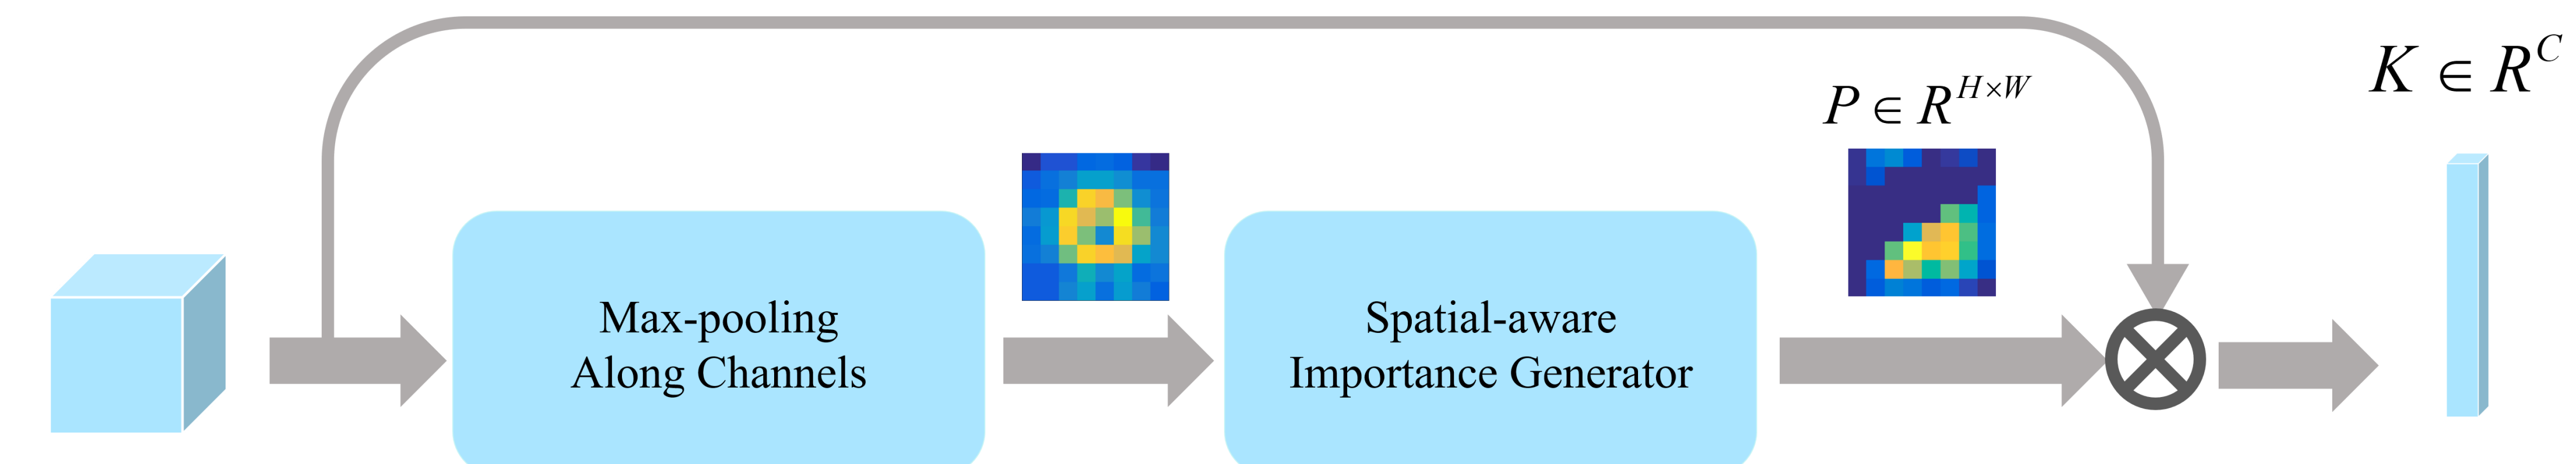 Max-pooling
Along Channels
Spatial-aware
Importance Generator
P ∈ R^{H×W}
K ∈ R^C